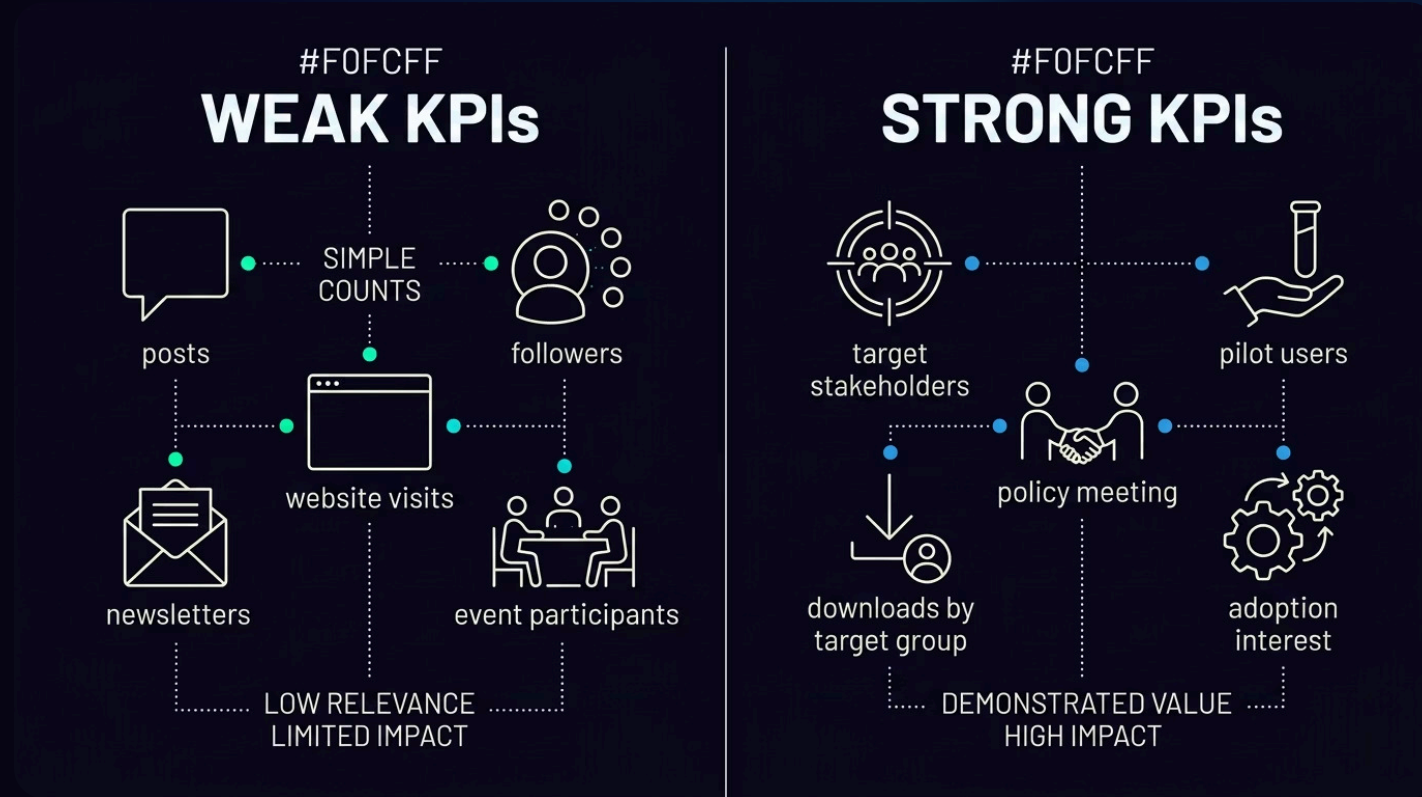 #F0FCFF
WEAK KPIs
SIMPLE
COUNTS
posts
followers
website visits
newsletters
event participants
LOW RELEVANCE
LIMITED IMPACT
#F0FCFF
STRONG KPIs
target
stakeholders
pilot users
policy meeting
downloads by
target group
adoption
interest
DEMONSTRATED VALUE
HIGH IMPACT